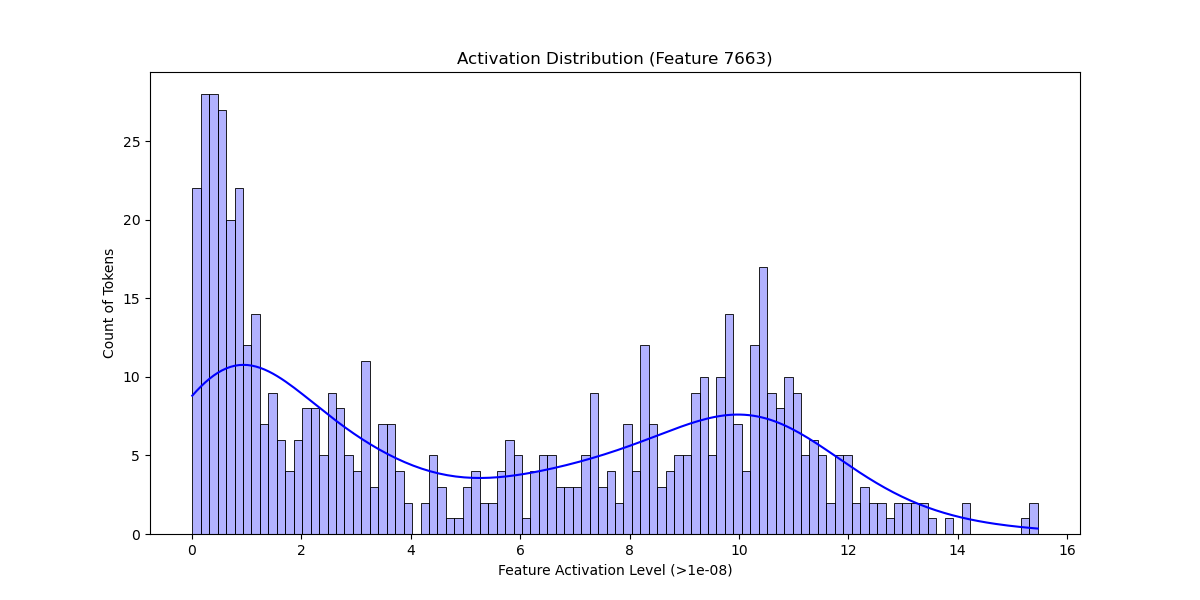 Activation Distribution (Feature 7663)
Count of Tokens
25
20
15
10
5
0
0 2 4 6 8 10 12 14 16
Feature Activation Level (>1e-08)